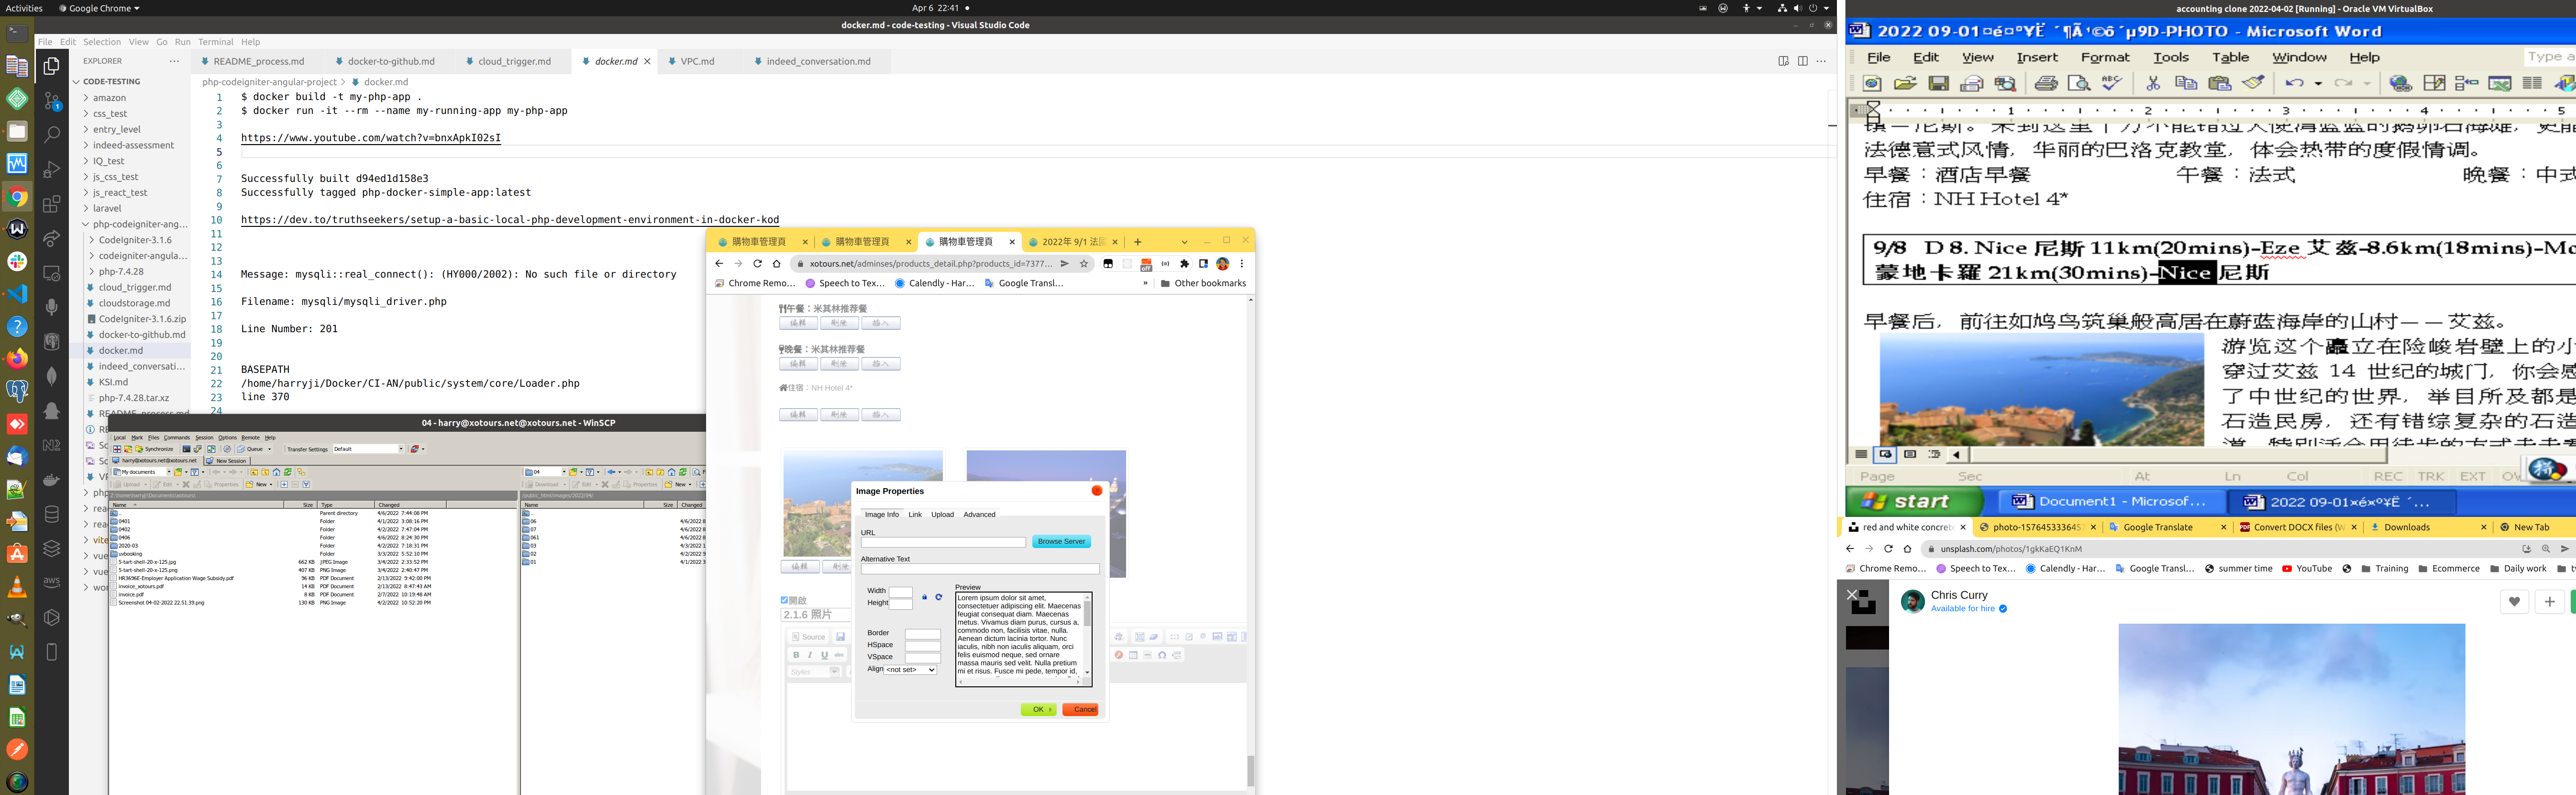 Activities
Google Chrome
Apr 6 22:41
docker.md - code-testing - Visual Studio Code
File Edit Selection View Go Run Terminal Help
EXPLORER
README_process.md
docker-to-github.md
cloud_trigger.md
docker.md
VPC.md
indeed_conversation.md
php-codeigniter-angular-project > docker.md
CODE-TESTING
amazon
css_test
entry_level
indeed-assessment
IQ_test
js_css_test
js_react_test
laravel
php-codeigniter-ang...
CodeIgniter-3.1.6
codeigniter-angula...
php-7.4.28
cloud_trigger.md
cloudstorage.md
CodeIgniter-3.1.6.zip
docker-to-github.md
docker.md
indeed_conversati...
KSI.md
php-7.4.28.tar.xz
README_process.md
1 $ docker build -t my-php-app .
2 $ docker run -it --rm --name my-running-app my-php-app
3
4 https://www.youtube.com/watch?v=bnxApkI02sI
5
6
7 Successfully built d94ed1d158e3
8 Successfully tagged php-docker-simple-app:latest
9
10 https://dev.to/truthseekers/setup-a-basic-local-php-development-environment-in-docker-kod
11
12
13
14 Message: mysqli::real_connect(): (HY000/2002): No such file or directory
15
16 Filename: mysqli/mysqli_driver.php
17
18 Line Number: 201
19
20
21 BASEPATH
22 /home/harryji/Docker/CI-AN/public/system/core/Loader.php
23 line 370
24
04 - harry@xotours.net@xotours.net - WinSCP
Local Mark Files Commands Session Options Remote Help
Synchronize
Queue
Transfer Settings Default
harry@xotours.net@xotours.net
New Session
My documents
04
Upload Edit Properties New
Download Edit Properties New
/public_html/images/2022/04/
Name Size Type Changed
Name Size Changed
.. Parent directory 4/6/2022 7:44:08 PM
0401 Folder 4/1/2022 3:08:16 PM
0402 Folder 4/2/2022 7:47:04 PM
0406 Folder 4/6/2022 8:24:30 PM
2020-03 Folder 4/2/2022 7:18:31 PM
uvbooking Folder 3/3/2022 5:52:10 PM
5-tart-shell-20-x-125.jpg 662 KB JPEG Image 3/4/2022 2:33:52 PM
5-tart-shell-20-x-125.png 407 KB PNG Image 3/4/2022 2:40:47 PM
HR3696E-Employer Application Wage Subsidy.pdf 96 KB PDF Document 2/13/2022 9:42:00 PM
invoice_xotours.pdf 14 KB PDF Document 2/13/2022 8:47:43 AM
invoice.pdf 8 KB PDF Document 2/7/2022 10:19:48 AM
Screenshot 04-02-2022 22.51.39.png 130 KB PNG Image 4/2/2022 10:52:20 PM
..
06
07
061
03
02
01
購物車管理頁
購物車管理頁
購物車管理頁
2022年 9/1 法
xotours.net/adminses/products_detail.php?products_id=7377...
Chrome Remo...
Speech to Tex...
Calendly - Har...
Google Transl...
Other bookmarks
午餐：米其林推荐餐
編輯 刪除 插入
晚餐：米其林推荐餐
編輯 刪除 插入
住宿：NH Hotel 4*
編輯 刪除 插入
編輯 刪除
開啟
2.1.6 照片
Source
Styles
Image Properties
Image Info Link Upload Advanced
URL
Browse Server
Alternative Text
Width
Height
Border
HSpace
VSpace
Align <not set>
Preview
Lorem ipsum dolor sit amet,
consectetuer adipiscing elit. Maecenas
feugiat consequat diam. Maecenas
metus. Vivamus diam purus, cursus a,
commodo non, facilisis vitae, nulla.
Aenean dictum lacinia tortor. Nunc
iaculis, nibh non iaculis aliquam, orci
felis euismod neque, sed ornare
massa mauris sed velit. Nulla pretium
mi et risus. Fusce mi pede, tempor id,
OK
Cancel
accounting clone 2022-04-02 [Running] - Oracle VM VirtualBox
2022 09-01¤é¤º¥Ë ´¶Ã¹©ô´µ9D-PHOTO - Microsoft Word
File Edit View Insert Format Tools Table Window Help
Type a
1 2 3 4 5
法德意式风情，华丽的巴洛克教堂，体会热带的度假情调。
早餐：酒店早餐 午餐：法式 晚餐：中式
住宿：NH Hotel 4*
9/8 D 8. Nice 尼斯 11km(20mins)-Eze 艾兹-8.6km(18mins)-Mo
蒙地卡羅 21km(30mins)-Nice 尼斯
早餐后，前往如鸠鸟筑巢般高居在蔚蓝海岸的山村——艾兹。
游览这个矗立在险峻岩壁上的小
穿过艾兹 14 世纪的城门，你会感
了中世纪的世界，举目所及都是
石造民房，还有错综复杂的石造
Page Sec At Ln Col REC TRK EXT OV
start
Document1 - Microsof...
2022 09-01¤é¤º¥Ë ´...
red and white concrete
photo-1576453336457
Google Translate
Convert DOCX files (W
Downloads
New Tab
unsplash.com/photos/1gkKaEQ1KnM
Chrome Remo...
Speech to Tex...
Calendly - Har...
Google Transl...
summer time
YouTube
Training
Ecommerce
Daily work
Chris Curry
Available for hire